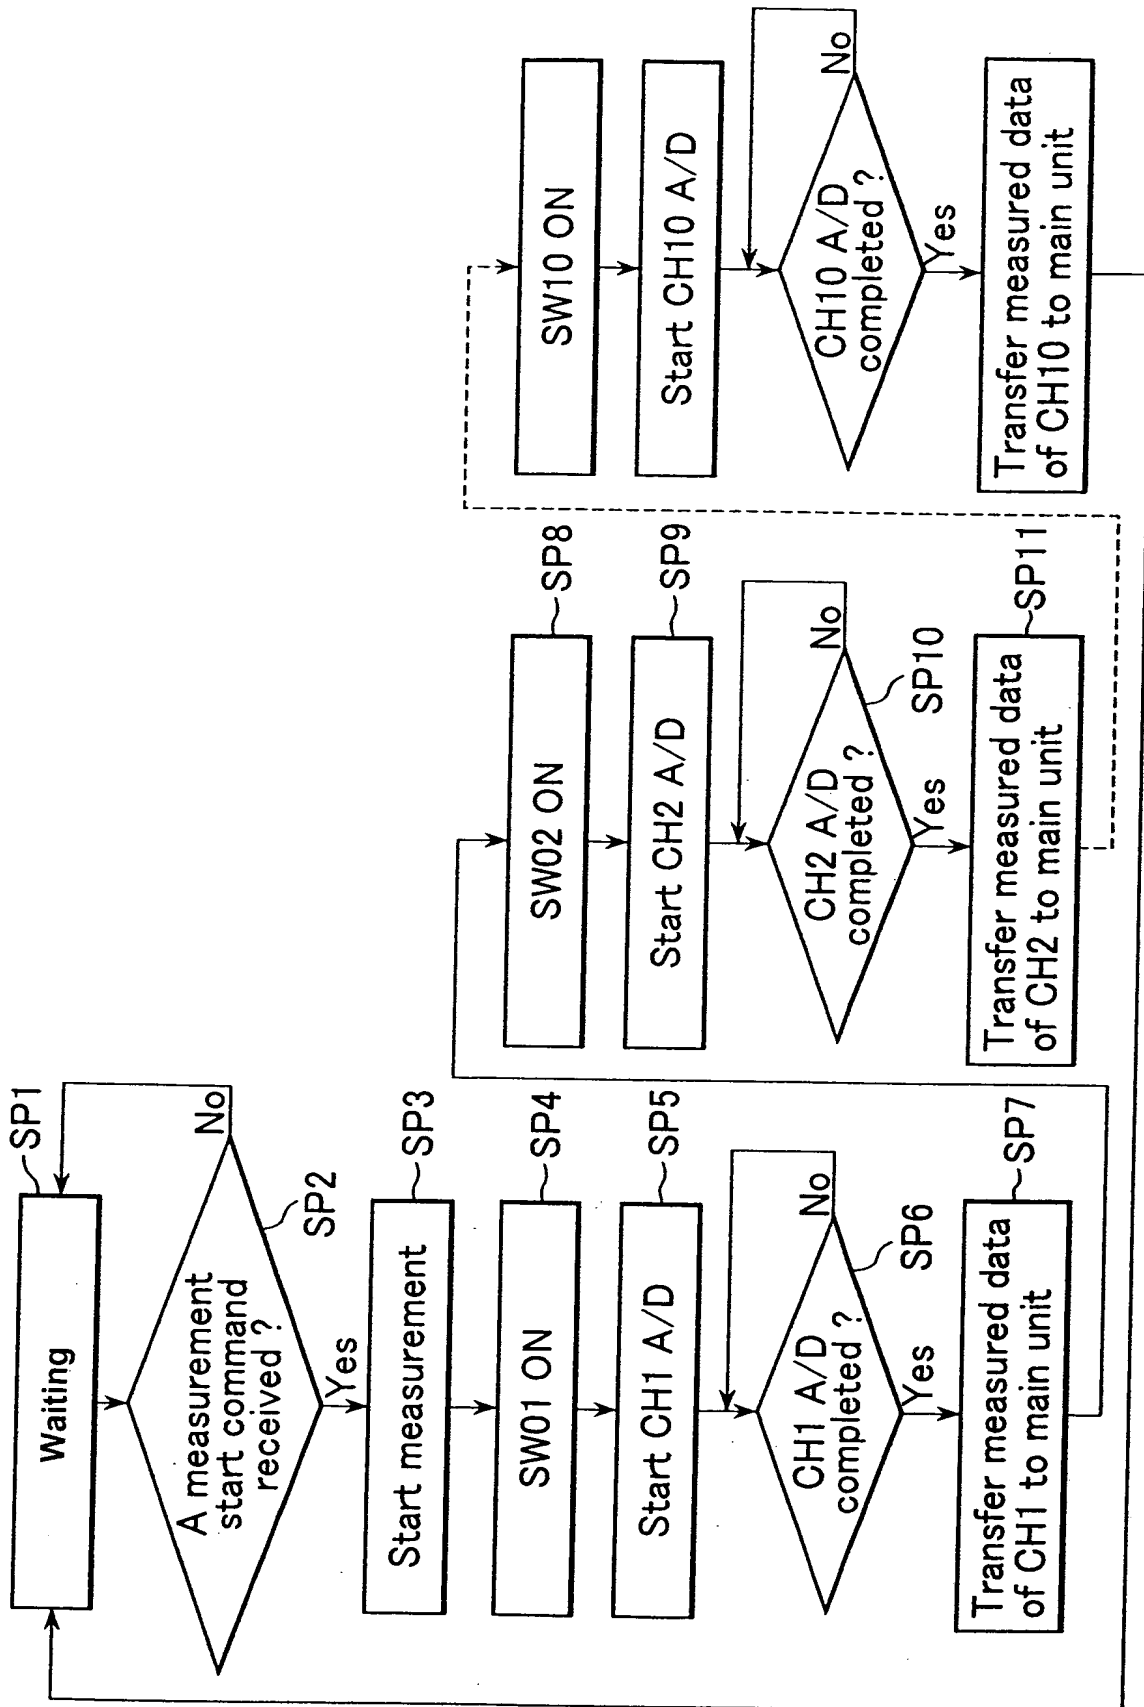 Waiting
SP1
A measurement
start command
received ?
No
SP2
Yes
Start measurement
SP3
SW01 ON
SP4
Start CH1 A/D
SP5
CH1 A/D
completed ?
No
SP6
Yes
Transfer measured data
of CH1 to main unit
SP7
SW02 ON
SP8
Start CH2 A/D
SP9
CH2 A/D
completed ?
No
SP10
Yes
Transfer measured data
of CH2 to main unit
SP11
SW10 ON
Start CH10 A/D
CH10 A/D
completed ?
No
Yes
Transfer measured data
of CH10 to main unit